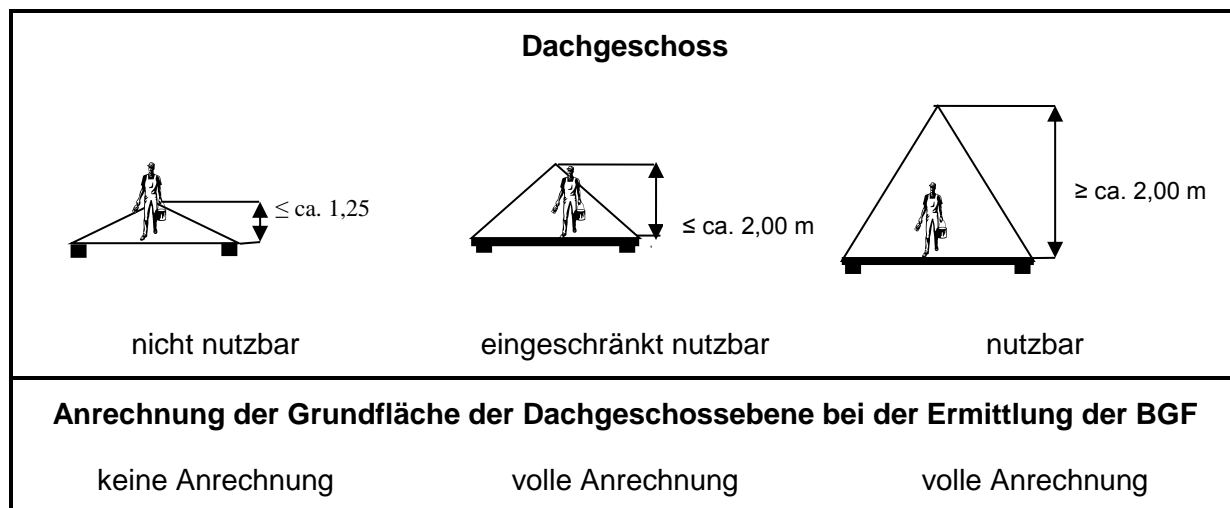 Dachgeschoss
≤ ca. 1,25
≤ ca. 2,00 m
≥ ca. 2,00 m
nicht nutzbar eingeschränkt nutzbar nutzbar
Anrechnung der Grundfläche der Dachgeschossebene bei der Ermittlung der BGF
keine Anrechnung volle Anrechnung volle Anrechnung